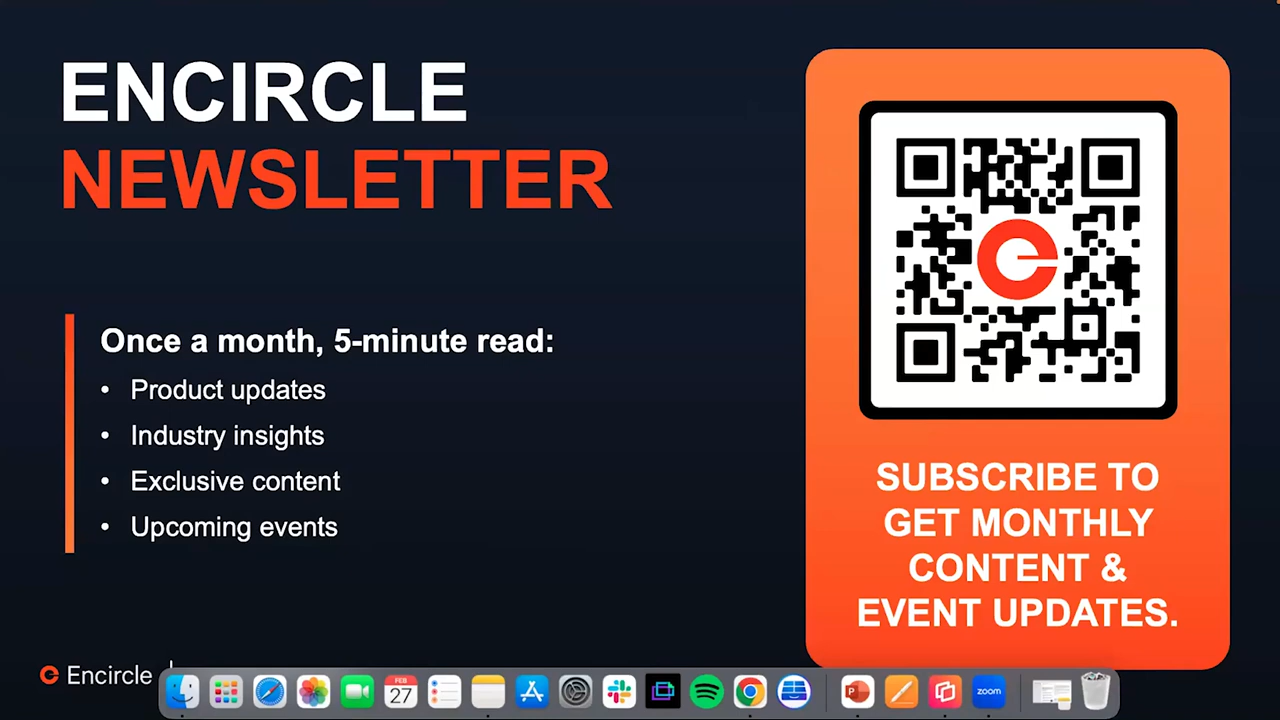 ENCIRCLE
NEWSLETTER
Once a month, 5-minute read:
• Product updates
• Industry insights
• Exclusive content
• Upcoming events
SUBSCRIBE TO
GET MONTHLY
CONTENT &
EVENT UPDATES.
Encircle
FEB
27
zoom